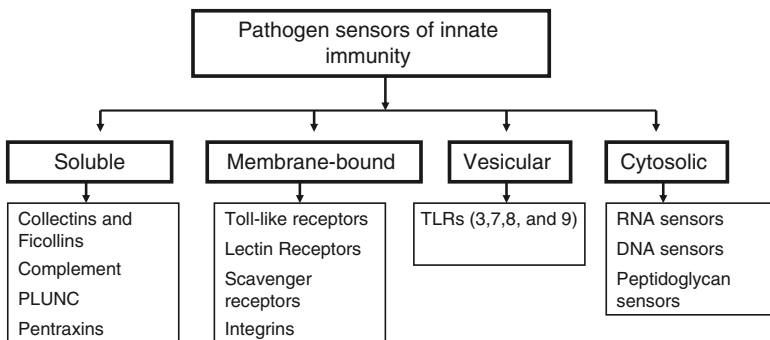 Pathogen sensors of innate
immunity
Soluble
Membrane-bound
Vesicular
Cytosolic
Collectins and
Ficollins
Complement
PLUNC
Pentraxins
Toll-like receptors
Lectin Receptors
Scavenger
receptors
Integrins
TLRs (3,7,8, and 9)
RNA sensors
DNA sensors
Peptidoglycan
sensors